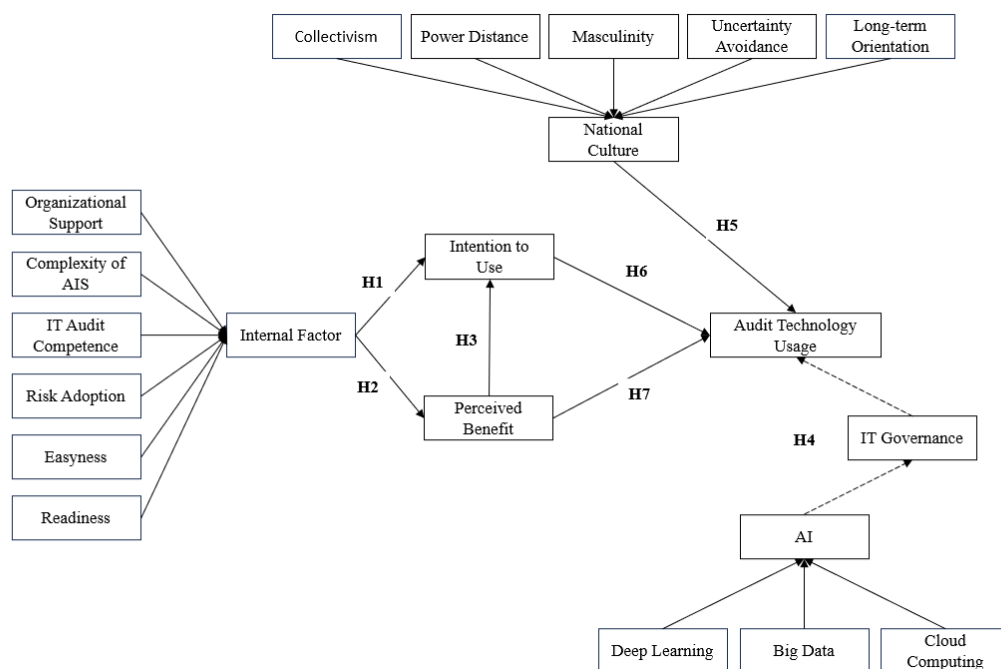 Collectivism
Power Distance
Masculinity
Uncertainty
Avoidance
Long-term
Orientation
National
Culture
Organizational
Support
Complexity of
AIS
IT Audit
Competence
Risk Adoption
Easyness
Readiness
Internal Factor
H1
H2
Intention to
Use
H3
Perceived
Benefit
H5
H6
H7
Audit Technology
Usage
H4
IT Governance
AI
Deep Learning
Big Data
Cloud
Computing